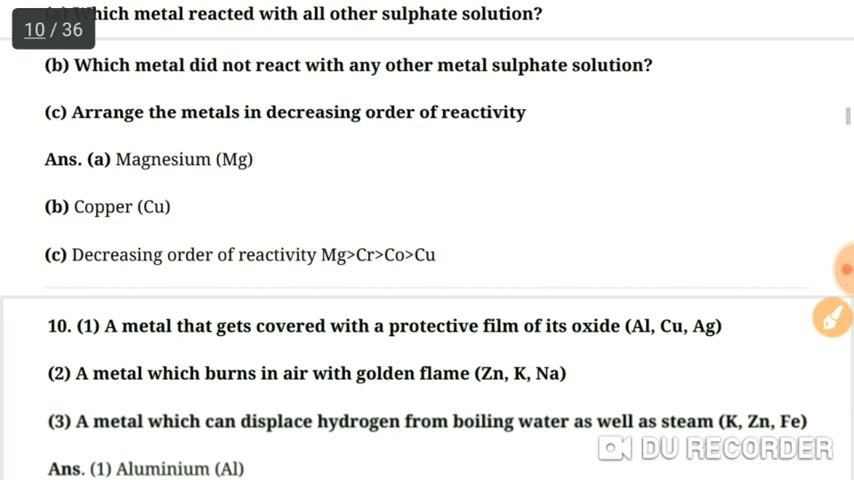 (a) Which metal reacted with all other sulphate solution?
10 / 36
(b) Which metal did not react with any other metal sulphate solution?
(c) Arrange the metals in decreasing order of reactivity
Ans. (a) Magnesium (Mg)
(b) Copper (Cu)
(c) Decreasing order of reactivity Mg>Cr>Co>Cu
10. (1) A metal that gets covered with a protective film of its oxide (Al, Cu, Ag)
(2) A metal which burns in air with golden flame (Zn, K, Na)
(3) A metal which can displace hydrogen from boiling water as well as steam (K, Zn, Fe)
DU RECORDER
Ans. (1) Aluminium (Al)